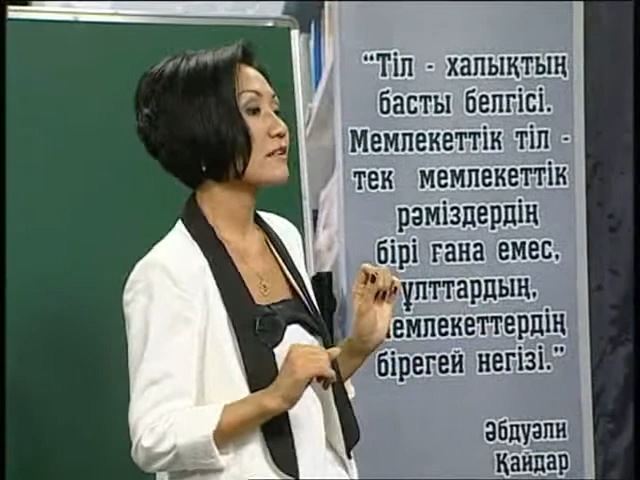 “Тіл - халықтың
басты белгісі.
Мемлекеттік тіл -
тек мемлекеттік
рәміздердің
бірі ғана емес,
ұлттардың,
мемлекеттердің
бірегей негізі.”
Әбдуәли
Қайдар